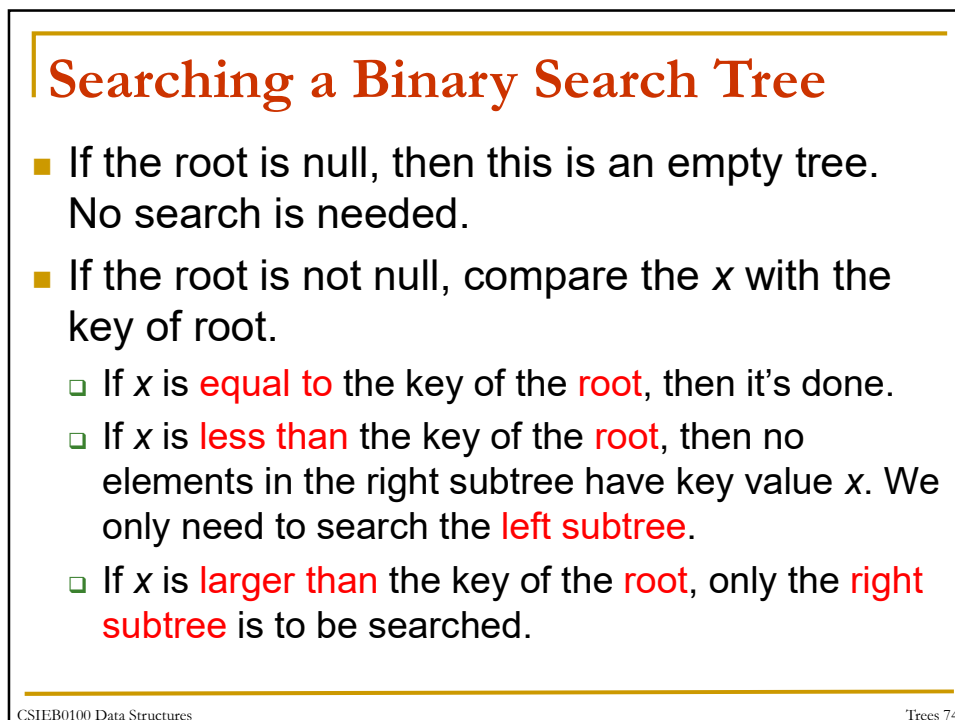 Searching a Binary Search Tree
If the root is null, then this is an empty tree.
No search is needed.
If the root is not null, compare the x with the
key of root.
If x is equal to the key of the root, then it’s done.
If x is less than the key of the root, then no
elements in the right subtree have key value x. We
only need to search the left subtree.
If x is larger than the key of the root, only the right
subtree is to be searched.
CSIEB0100 Data Structures
Trees 74